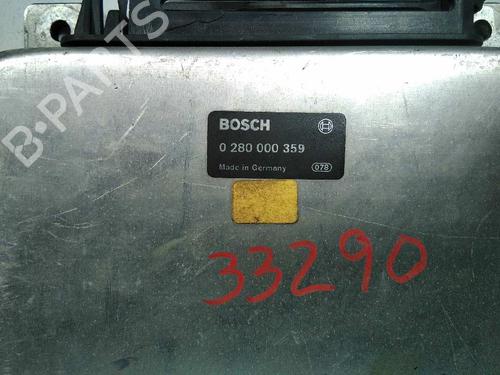 B-PARTS
BOSCH
0 280 000 359
Made in Germany
078
33290